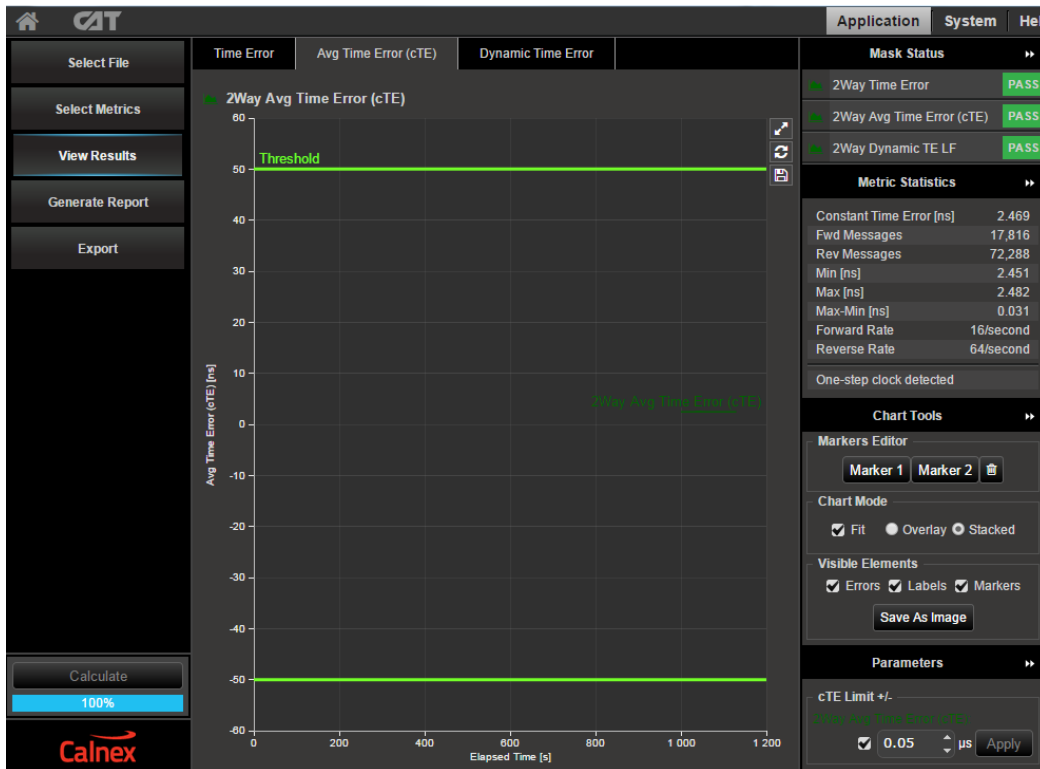 CAT
Application System Hel
Select File
Select Metrics
View Results
Generate Report
Export
Calculate
100%
Calnex
Time Error Avg Time Error (cTE) Dynamic Time Error
2Way Avg Time Error (cTE)
60
Threshold
50
40
30
20
10
0
-10
-20
-30
-40
-50
-60
2Way Avg Time Error (cTE)
Avg Time Error (cTE) [ns]
0 200 400 600 800 1 000 1 200
Elapsed Time [s]
Mask Status
2Way Time Error PASS
2Way Avg Time Error (cTE) PASS
2Way Dynamic TE LF PASS
Metric Statistics
Constant Time Error [ns] 2.469
Fwd Messages 17,816
Rev Messages 72,288
Min [ns] 2.451
Max [ns] 2.482
Max-Min [ns] 0.031
Forward Rate 16/second
Reverse Rate 64/second
One-step clock detected
Chart Tools
Markers Editor
Marker 1 Marker 2
Chart Mode
Fit Overlay Stacked
Visible Elements
Errors Labels Markers
Save As Image
Parameters
cTE Limit +/-
2Way Avg Time Error (cTE)
0.05 µs Apply